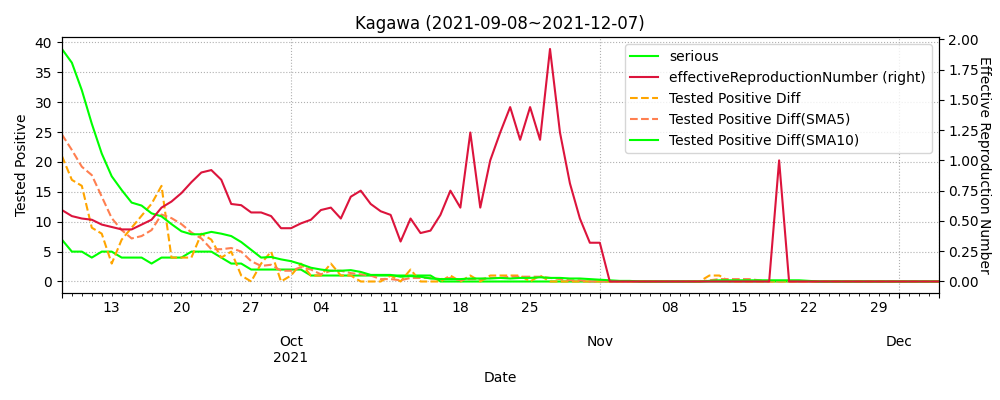 Kagawa (2021-09-08~2021-12-07)
Tested Positive
40
35
30
25
20
15
10
5
0
2.00
1.75
1.50
1.25
1.00
0.75
0.50
0.25
0.00
Effective Reproduction Number
serious
effectiveReproductionNumber (right)
Tested Positive Diff
Tested Positive Diff(SMA5)
Tested Positive Diff(SMA10)
13 20 27 04 11 18 25 08 15 22 29
Oct Nov Dec
2021
Date